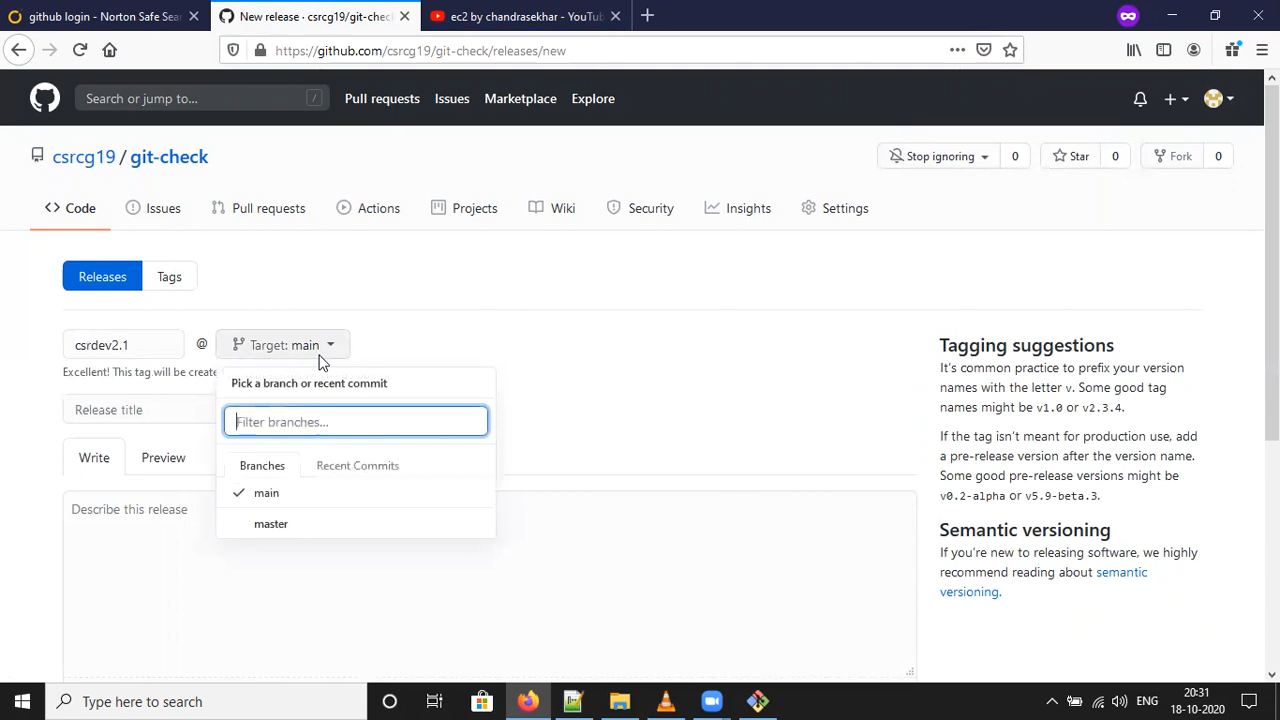 github login - Norton Safe Sea
New release · csrcg19/git-check
ec2 by chandrasekhar - YouTu
https://github.com/csrcg19/git-check/releases/new
Search or jump to... /
Pull requests Issues Marketplace Explore
csrcg19 / git-check
Stop ignoring 0 Star 0 Fork 0
Code Issues Pull requests Actions Projects Wiki Security Insights Settings
Releases Tags
csrdev2.1 @ Target: main
Excellent! This tag will be create
Pick a branch or recent commit
Release title
Filter branches...
Write Preview
Branches Recent Commits
main
Describe this release
master
Tagging suggestions
It's common practice to prefix your version
names with the letter v. Some good tag
names might be v1.0 or v2.3.4.
If the tag isn't meant for production use, add
a pre-release version after the version name.
Some good pre-release versions might be
v0.2-alpha or v5.9-beta.3.
Semantic versioning
If you're new to releasing software, we highly
recommend reading about semantic
versioning.
Type here to search
ENG
20:31
18-10-2020